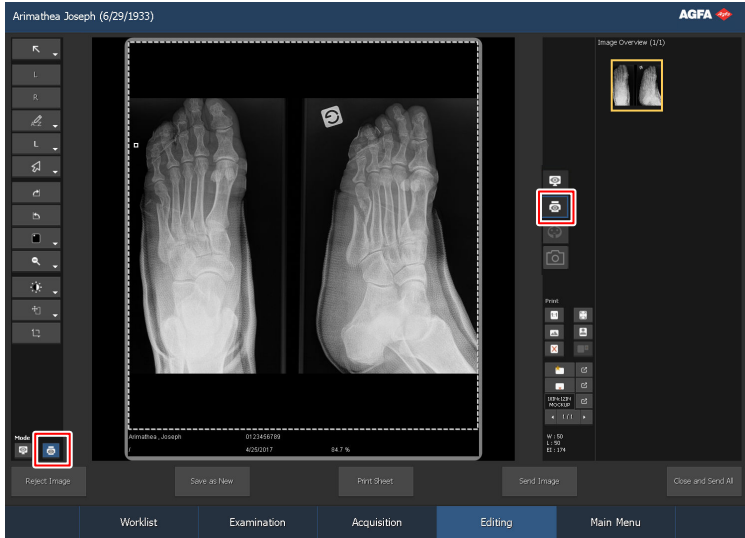 Arimathea Joseph (6/29/1933)
AGFA
Image Overview (1/1)
L
R
L
Print
1:1
10IN:12IN
MOCKUP
1/1
W : 50
L : 50
EI : 174
Mode
Arimathea , Joseph 0123456789
/ 4/25/2017 84.7 %
Reject Image Save as New Print Sheet Send Image Close and Send All
Worklist Examination Acquisition Editing Main Menu